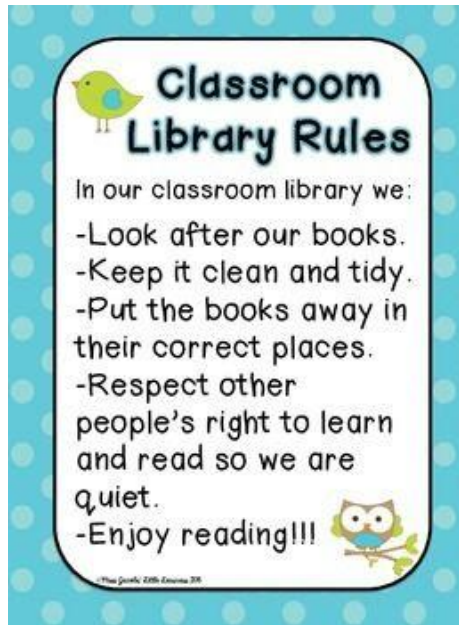 Classroom
Library Rules
In our classroom library we:
-Look after our books.
-Keep it clean and tidy.
-Put the books away in
their correct places.
-Respect other
people's right to learn
and read so we are
quiet.
-Enjoy reading!!!